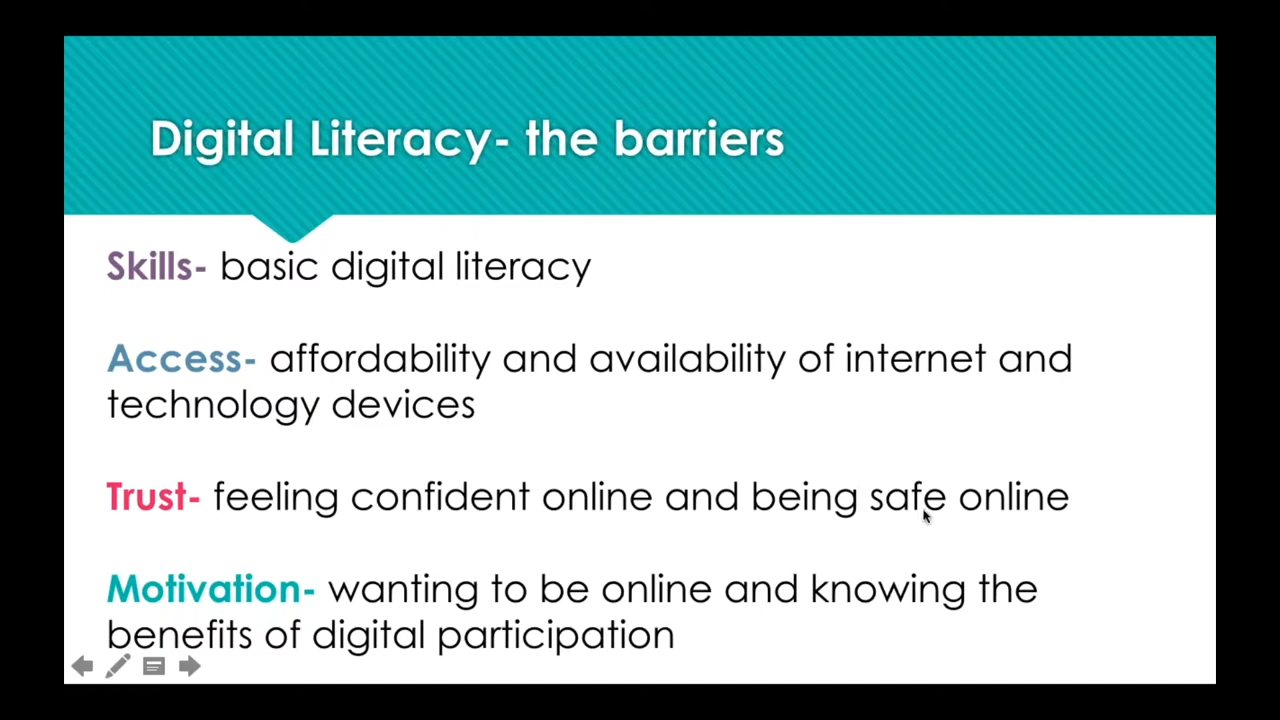 Digital Literacy- the barriers
Skills- basic digital literacy
Access- affordability and availability of internet and
technology devices
Trust- feeling confident online and being safe online
Motivation- wanting to be online and knowing the
benefits of digital participation